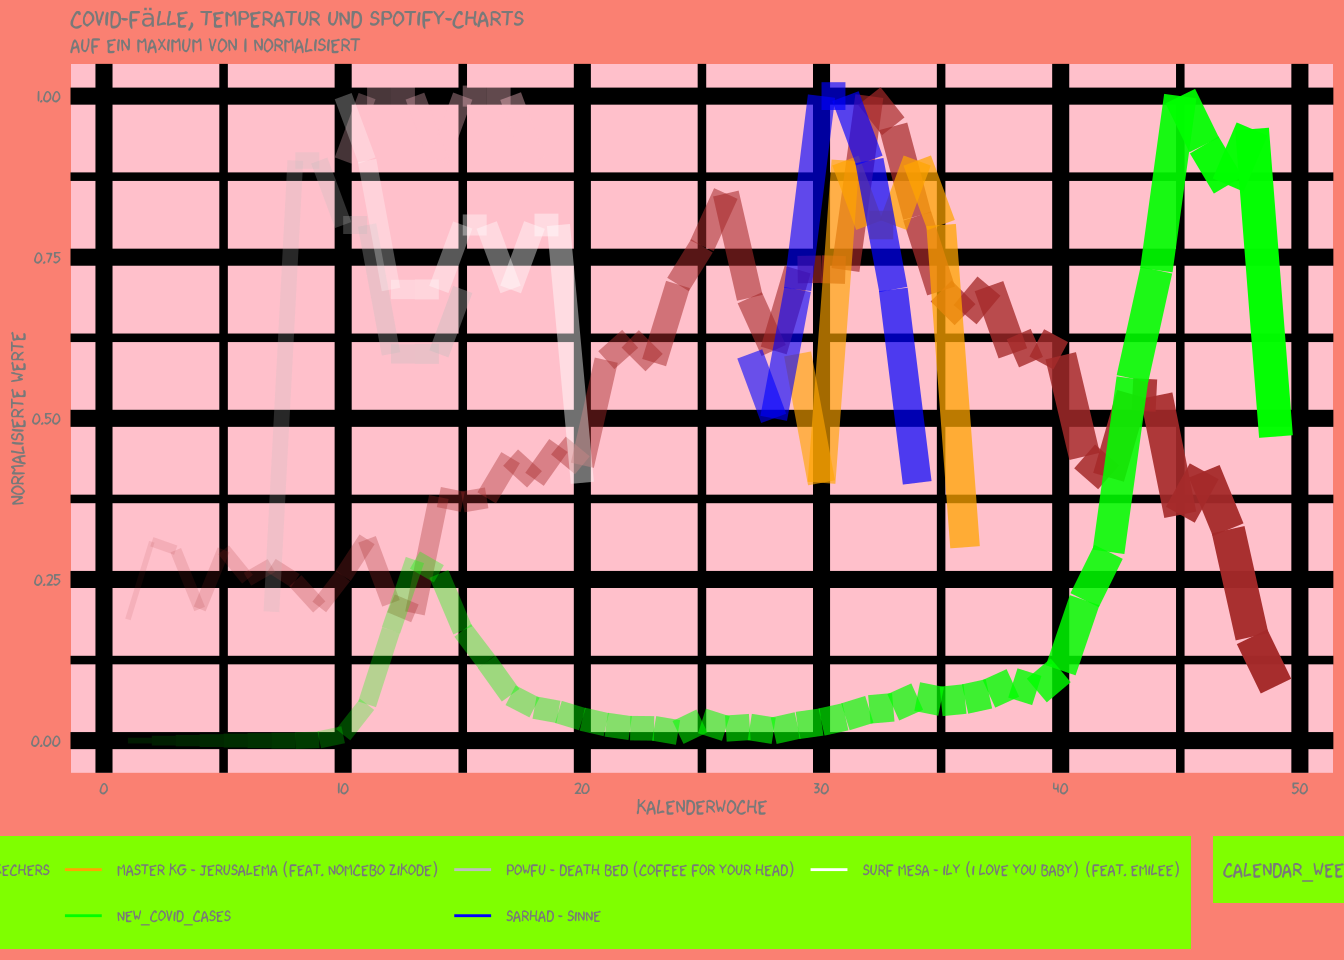 COVID-FÄLLE, TEMPERATUR UND SPOTIFY-CHARTS
AUF EIN MAXIMUM VON 1 NORMALISIERT
1.00
0.75
0.50
0.25
0.00
NORMALISIERTE WERTE
0 10 20 30 40 50
KALENDERWOCHE
ECHERS MASTER KG - JERUSALEMA (FEAT. NOMCEBO ZIKODE) POWFU - DEATH BED (COFFEE FOR YOUR HEAD) SURF MESA - ILY (I LOVE YOU BABY) (FEAT. EMILEE) CALENDAR_WEE
NEW_COVID_CASES SARHAD - SINNE